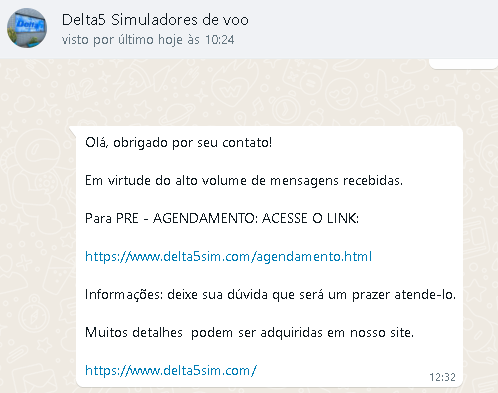 Delta5 Simuladores de voo
visto por último hoje às 10:24
Olá, obrigado por seu contato!
Em virtude do alto volume de mensagens recebidas.
Para PRE - AGENDAMENTO: ACESSE O LINK:
https://www.delta5sim.com/agendamento.html
Informações: deixe sua dúvida que será um prazer atende-lo.
Muitos detalhes  podem ser adquiridas em nosso site.
https://www.delta5sim.com/
12:32